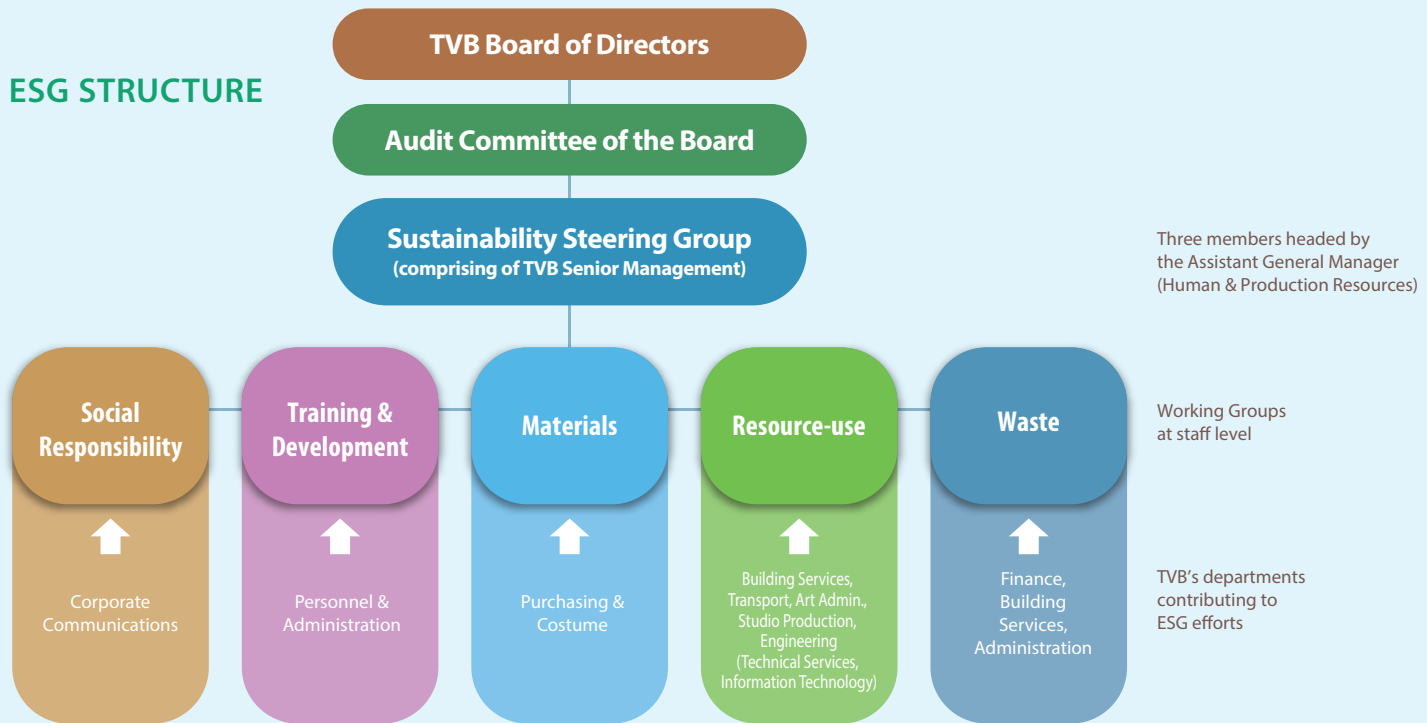 TVB Board of Directors
ESG STRUCTURE
Audit Committee of the Board
Sustainability Steering Group
(comprising of TVB Senior Management)
Three members headed by
the Assistant General Manager
(Human & Production Resources)
Social
Responsibility
Training &
Development
Materials
Resource-use
Waste
Working Groups
at staff level
Corporate
Communications
Personnel &
Administration
Purchasing &
Costume
Building Services,
Transport, Art Admin.,
Studio Production,
Engineering
(Technical Services,
Information Technology)
Finance,
Building
Services,
Administration
TVB's departments
contributing to
ESG efforts